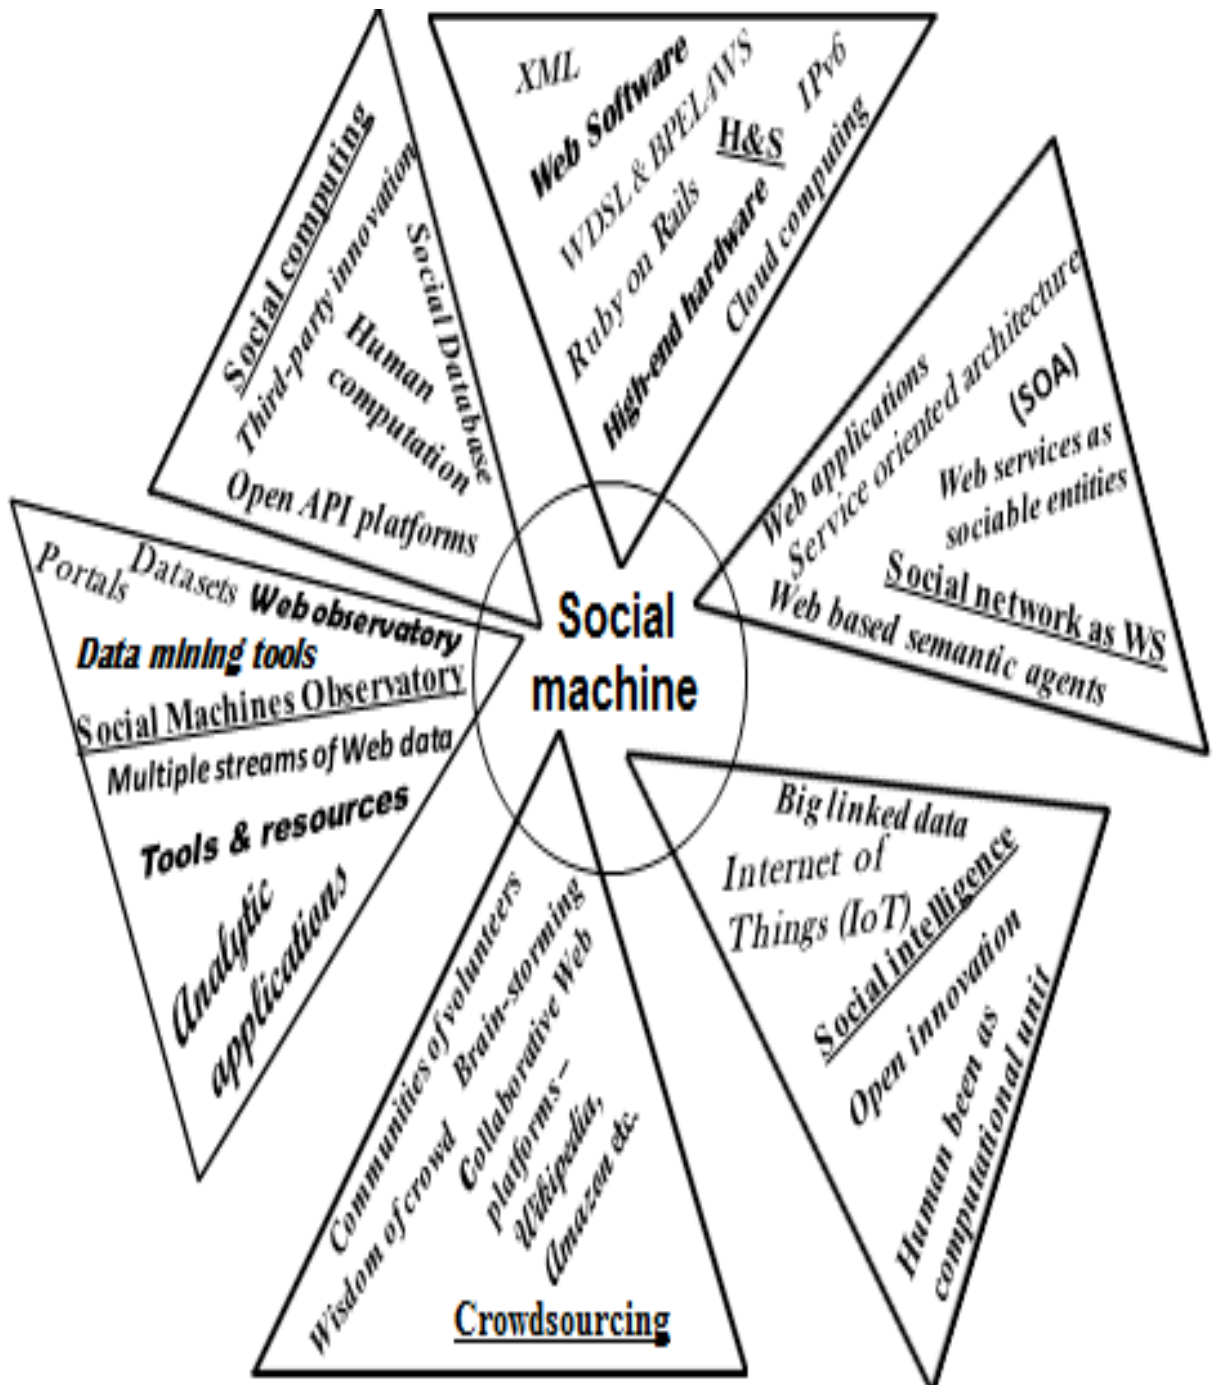 XML
Web Software
WDSL & BPEL4WS
H&S
IPv6
Ruby on Rails
High-end hardware
Cloud computing
Social computing
Third-party innovation
Human
computation
Social Database
Open API platforms
Web applications
Service oriented architecture
(SOA)
Web services as
sociable entities
Social network as WS
Web based semantic agents
Social
machine
Portals
Datasets
Web observatory
Data mining tools
Social Machines Observatory
Multiple streams of Web data
Tools & resources
Analytic
applications
Big linked data
Internet of
Things (IoT)
Social intelligence
Open innovation
Human been as
computational unit
Communities of volunteers
Wisdom of crowd
Brain-storming
Collaborative Web
platforms –
Wikipedia,
Amazon etc.
Crowdsourcing